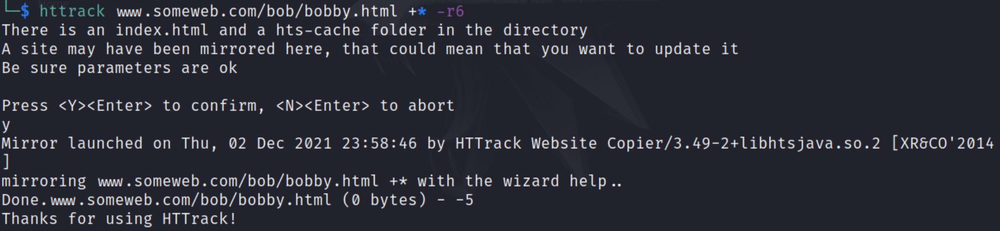 Home
└─$ httrack www.someweb.com/bob/bobby.html +* -r6
There is an index.html and a hts-cache folder in the directory
A site may have been mirrored here, that could mean that you want to update it
Be sure parameters are ok
Press <Y><Enter> to confirm, <N><Enter> to abort
y
Mirror launched on Thu, 02 Dec 2021 23:58:46 by HTTrack Website Copier/3.49-2+libhtsjava.so.2 [XR&CO'2014
]
mirroring www.someweb.com/bob/bobby.html +* with the wizard help..
Done.www.someweb.com/bob/bobby.html (0 bytes) - -5
Thanks for using HTTrack!